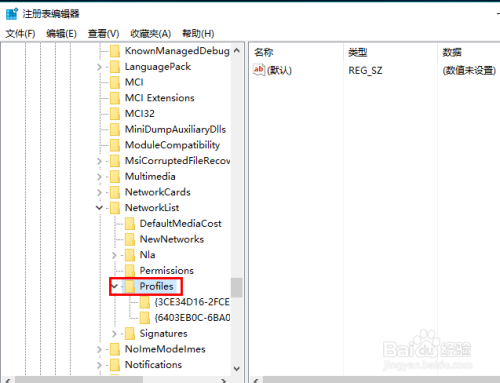 注册表编辑器
文件(F) 编辑(E) 查看(V) 收藏夹(A) 帮助(H)
KnownManagedDebug
LanguagePack
MCI
MCI Extensions
MCI32
MiniDumpAuxiliaryDlls
ModuleCompatibility
MsiCorruptedFileRecov
Multimedia
NetworkCards
NetworkList
DefaultMediaCost
NewNetworks
Nla
Permissions
Profiles
{3CE34D16-2FCE
{6403EB0C-6BA0
Signatures
NoImeModeImes
Notifications
名称 类型 数据
ab (默认) REG_SZ (数值未设置)
Baidu 经验
jingyan.baidu.com